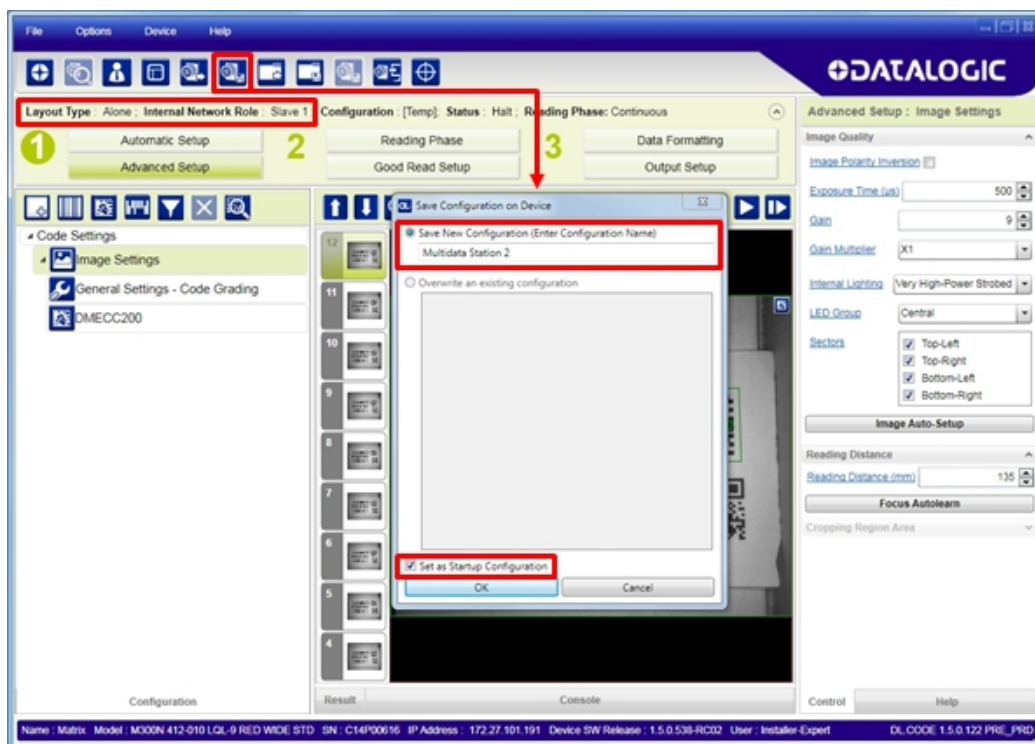 File Options Device Help
DATALOGIC
Layout Type : Alone ; Internal Network Role : Slave 1 Configuration : [Temp]; Status : Halt ; Reading Phase: Continuous
1 Automatic Setup
Advanced Setup
2 Reading Phase
Good Read Setup
3 Data Formatting
Output Setup
Code Settings
Image Settings
General Settings - Code Grading
DMECC200
12
11
10
9
8
7
6
5
4
Save Configuration on Device
Save New Configuration (Enter Configuration Name)
Multidata Station 2
Overwrite an existing configuration
Set as Startup Configuration
OK Cancel
Advanced Setup : Image Settings
Image Quality
Image Polarity Inversion
Exposure Time (µs) 500
Gain 9
Gain Multiplier X1
Internal Lighting Very High-Power Strobed
LED Group Central
Sectors Top-Left
Top-Right
Bottom-Left
Bottom-Right
Image Auto-Setup
Reading Distance
Reading Distance (mm) 135
Focus Autolearn
Cropping Region Area
Configuration
Result Console
Control Help
Name : Matrix Model : M300N 412-010 LQL-9 RED WIDE STD SN : C14P00616 IP Address : 172.27.101.191 Device SW Release : 1.5.0.538-RC02 User : Installer-Expert DL.CODE 1.5.0.122 PRE_PRE